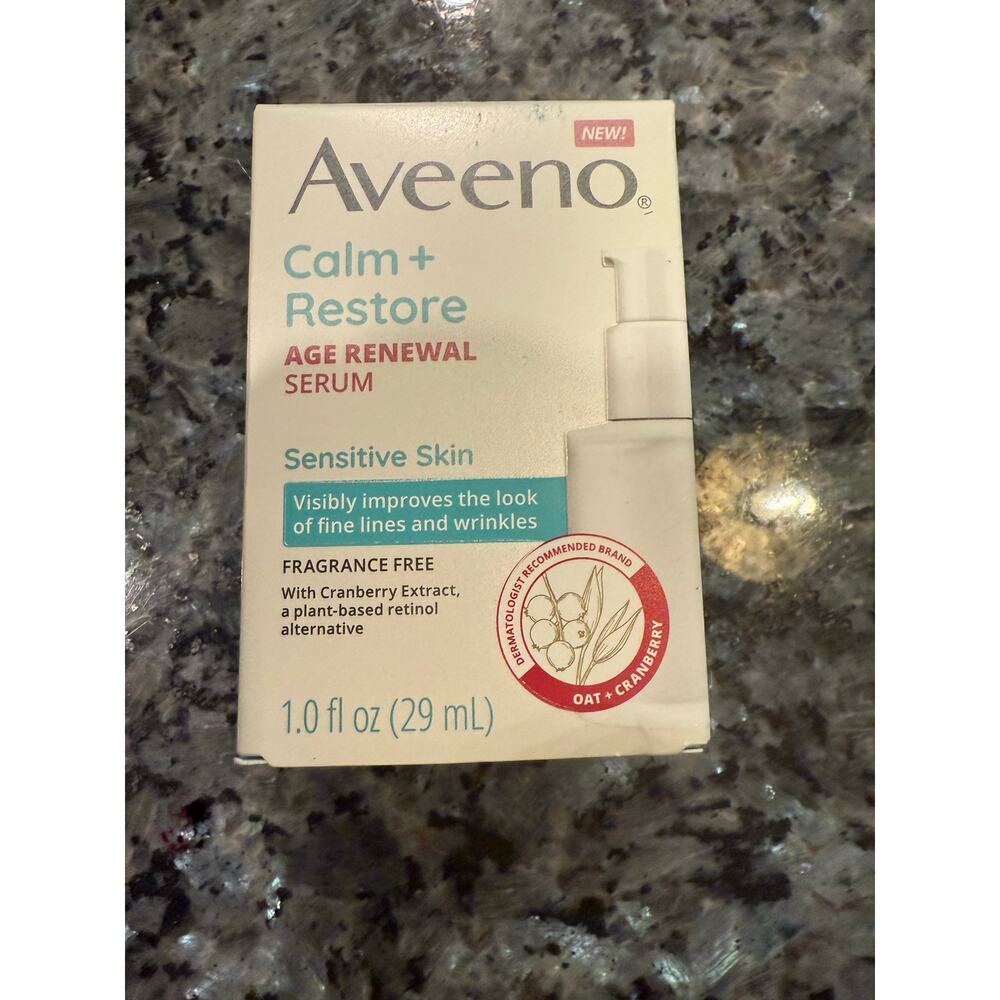 NEW!
Aveeno®
Calm +
Restore
AGE RENEWAL
SERUM
Sensitive Skin
Visibly improves the look
of fine lines and wrinkles
FRAGRANCE FREE
With Cranberry Extract,
a plant-based retinol
alternative
DERMATOLOGIST RECOMMENDED BRAND
OAT + CRANBERRY
1.0 fl oz (29 mL)